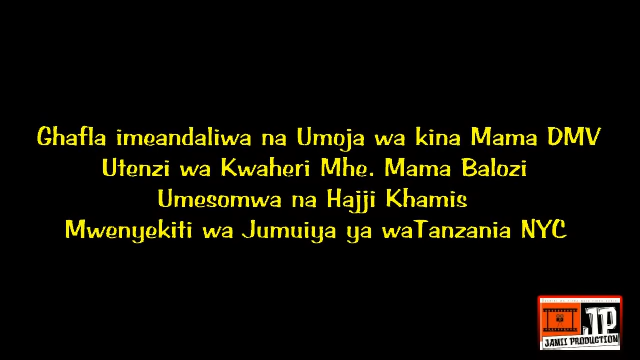 Ghafla imeandaliwa na Umoja wa kina Mama DMV
Utenzi wa Kwaheri Mhe. Mama Balozi
Umesomwa na Hajji Khamis
Mwenyekiti wa Jumuiya ya waTanzania NYC
JP
JAMII PRODUCTION